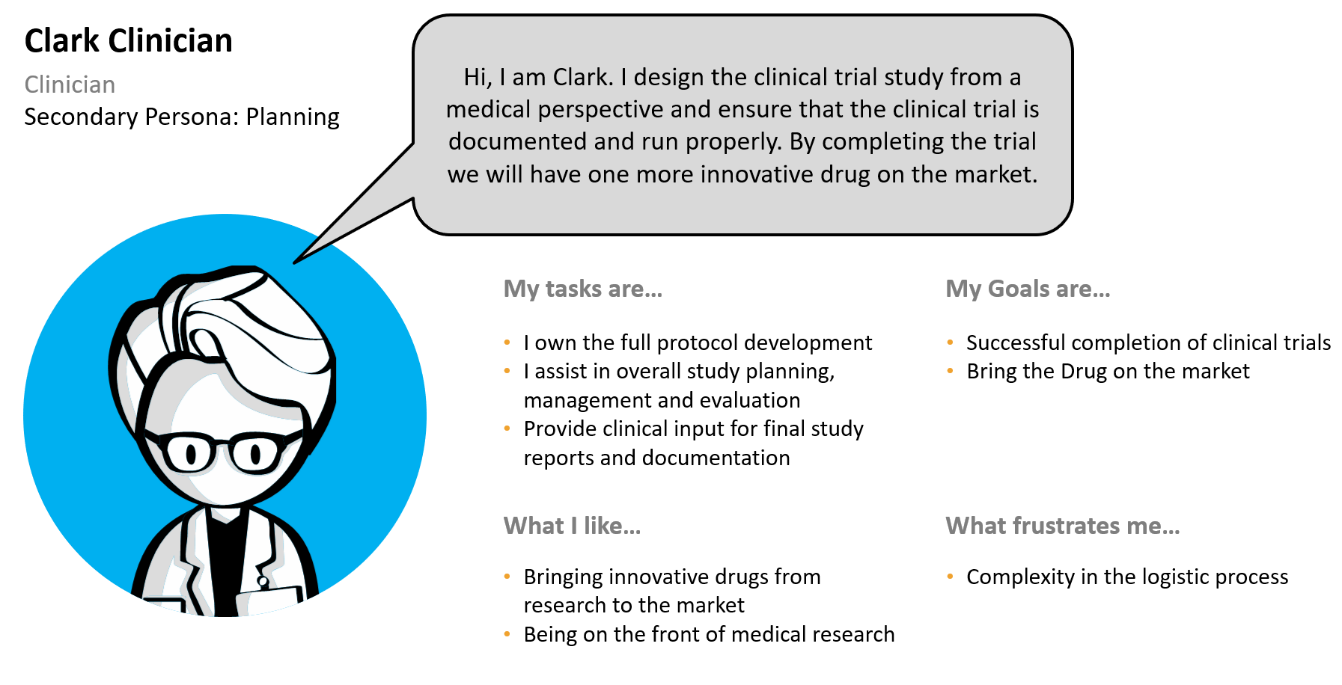 Clark Clinician
Clinician
Secondary Persona: Planning
Hi, I am Clark. I design the clinical trial study from a
medical perspective and ensure that the clinical trial is
documented and run properly. By completing the trial
we will have one more innovative drug on the market.
My tasks are...
• I own the full protocol development
• I assist in overall study planning,
management and evaluation
• Provide clinical input for final study
reports and documentation
My Goals are...
• Successful completion of clinical trials
• Bring the Drug on the market
What I like...
• Bringing innovative drugs from
research to the market
• Being on the front of medical research
What frustrates me...
• Complexity in the logistic process